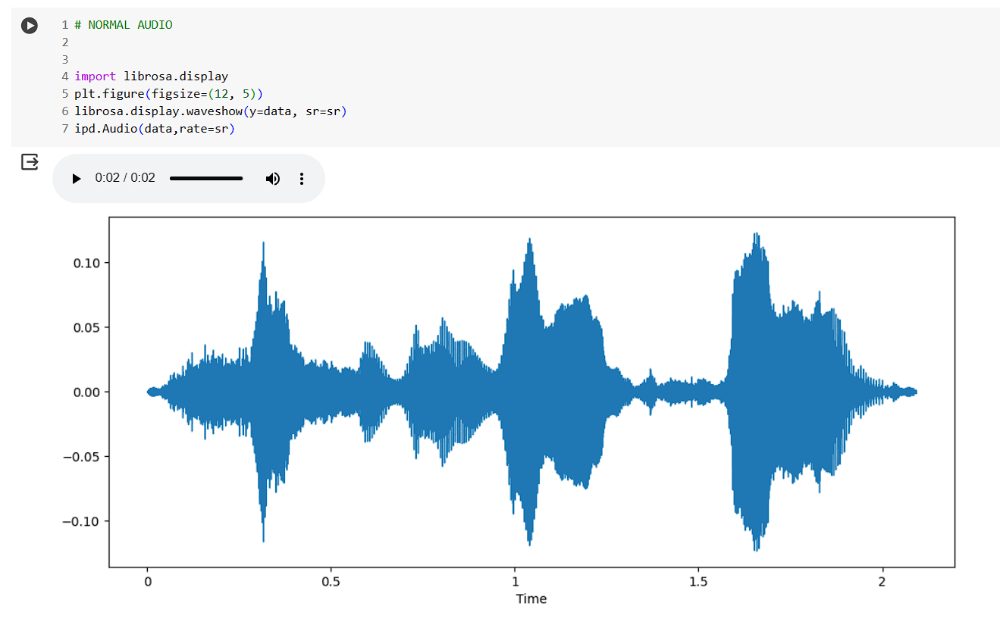 1 # NORMAL AUDIO
2
3
4 import librosa.display
5 plt.figure(figsize=(12, 5))
6 librosa.display.waveshow(y=data, sr=sr)
7 ipd.Audio(data,rate=sr)
0:02 / 0:02
0.10
0.05
0.00
−0.05
−0.10
0 0.5 1 1.5 2
Time